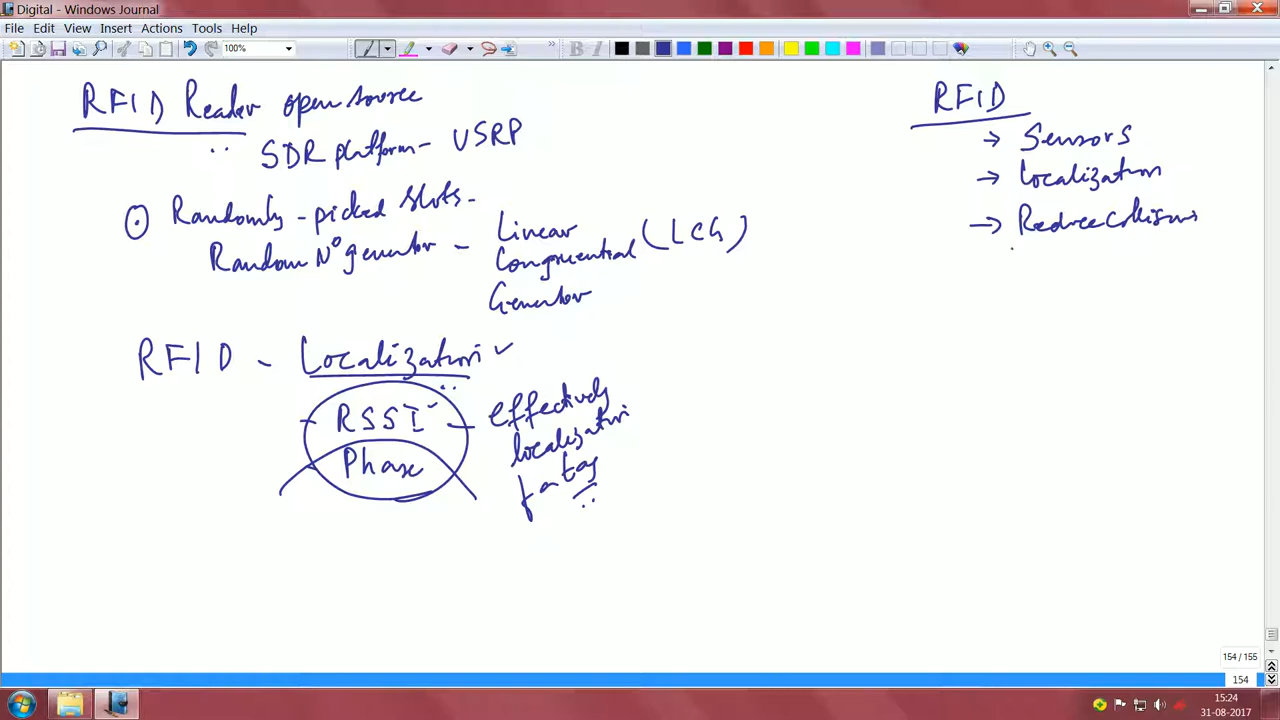 Digital - Windows Journal
File Edit View Insert Actions Tools Help
100%
RFID Reader open source
SDR platform - USRP
Randomly - picked slots -
Random No generator - Linear
Congruential (LCG)
Generator
RFID - Localization
- RSSI - effectively
localization
Phase
for tag
RFID
→ Sensors
→ Localization
→ Reduce Collisions
154 / 155
154
15:24
31-08-2017